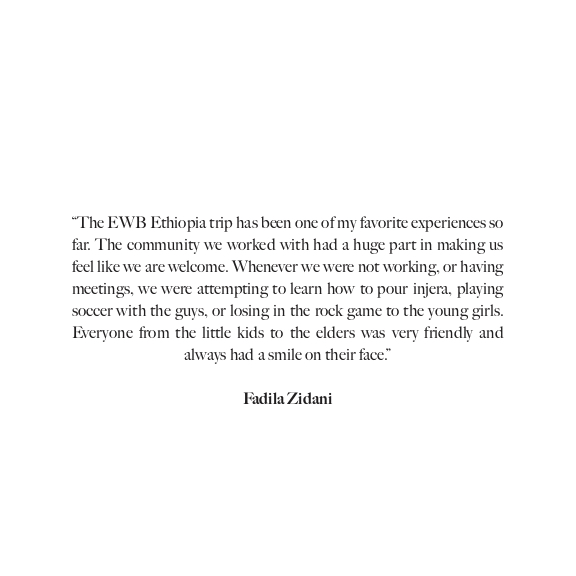 “The EWB Ethiopia trip has been one of my favorite experiences so
far. The community we worked with had a huge part in making us
feel like we are welcome. Whenever we were not working, or having
meetings, we were attempting to learn how to pour injera, playing
soccer with the guys, or losing in the rock game to the young girls.
Everyone from the little kids to the elders was very friendly and
always had a smile on their face.”
Fadila Zidani